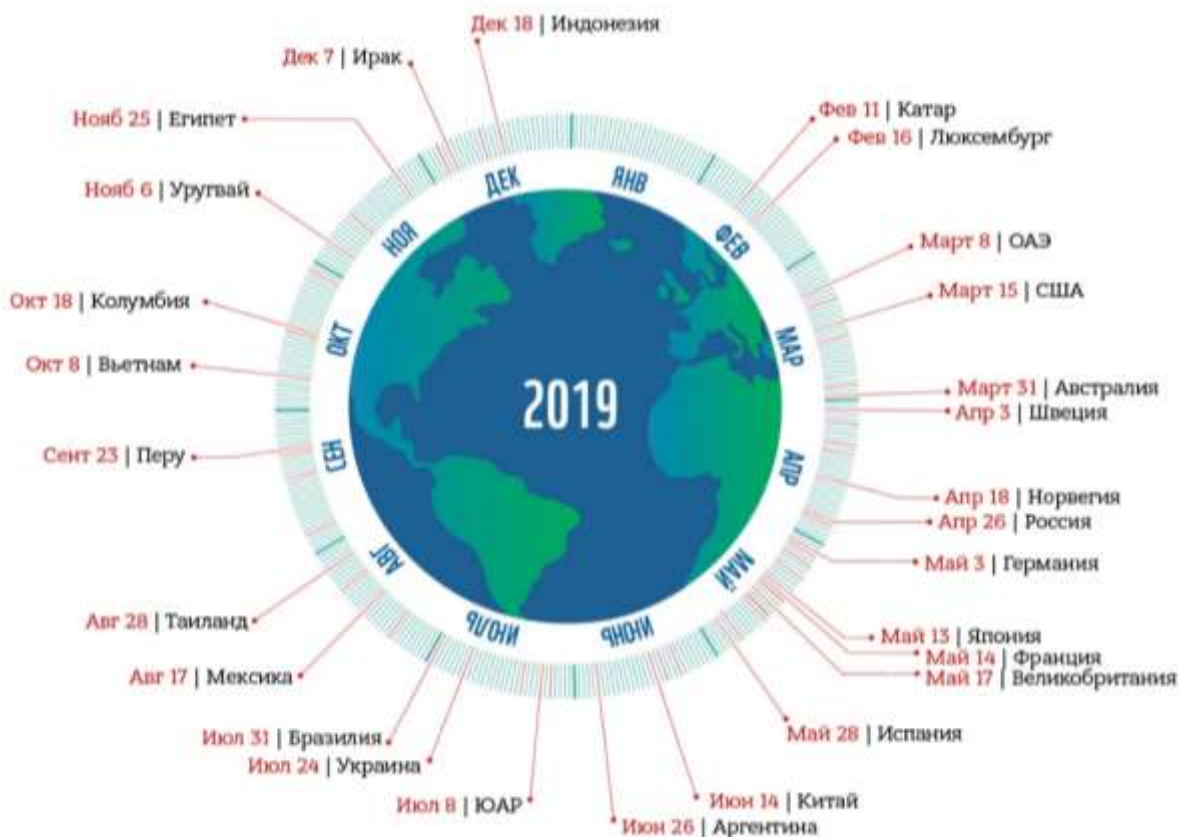 Дек 18 | Индонезия
Дек 7 | Ирак
Нояб 25 | Египет
Фев 11 | Катар
Фев 16 | Люксембург
Нояб 6 | Уругвай
ДЕК
ЯНВ
НОЯ
ФЕВ
Март 8 | ОАЭ
Март 15 | США
Окт 18 | Колумбия
ОКТ
МАР
Окт 8 | Вьетнам
Март 31 | Австралия
Апр 3 | Швеция
2019
Сент 23 | Перу
СЕН
АПР
Апр 18 | Норвегия
Апр 26 | Россия
Май 3 | Германия
АВГ
МАЙ
Авг 28 | Таиланд
ИЮЛЬ
ИЮНЬ
Май 13 | Япония
Май 14 | Франция
Май 17 | Великобритания
Авг 17 | Мексика
Май 28 | Испания
Июл 31 | Бразилия
Июл 24 | Украина
Июл 8 | ЮАР
Июн 14 | Китай
Июн 26 | Аргентина